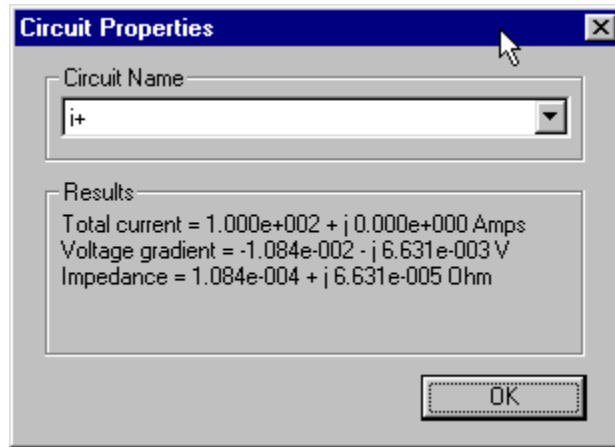 Circuit Properties
Circuit Name
i+
Results
Total current = 1.000e+002 + j 0.000e+000 Amps
Voltage gradient = -1.084e-002 - j 6.631e-003 V
Impedance = 1.084e-004 + j 6.631e-005 Ohm
OK